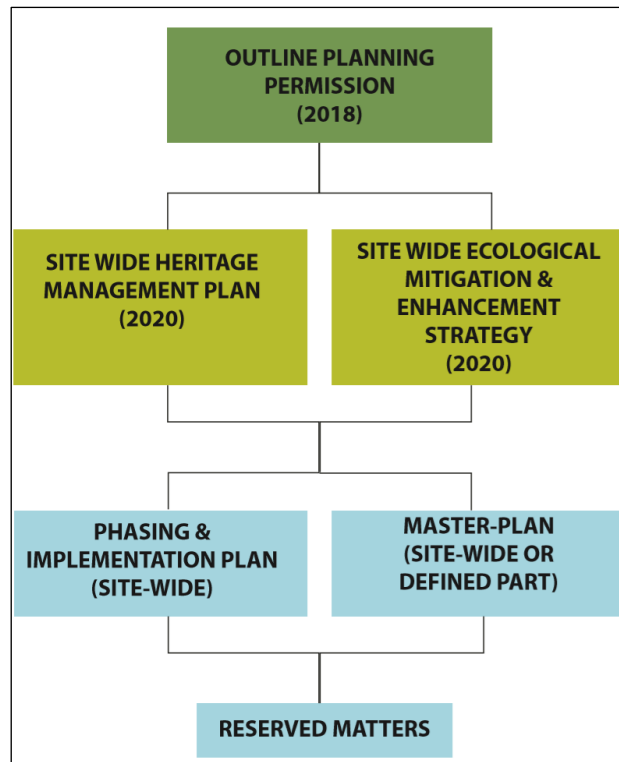 OUTLINE PLANNING
PERMISSION
(2018)
SITE WIDE HERITAGE
MANAGEMENT PLAN
(2020)
SITE WIDE ECOLOGICAL
MITIGATION &
ENHANCEMENT
STRATEGY
(2020)
PHASING &
IMPLEMENTATION PLAN
(SITE-WIDE)
MASTER-PLAN
(SITE-WIDE OR
DEFINED PART)
RESERVED MATTERS